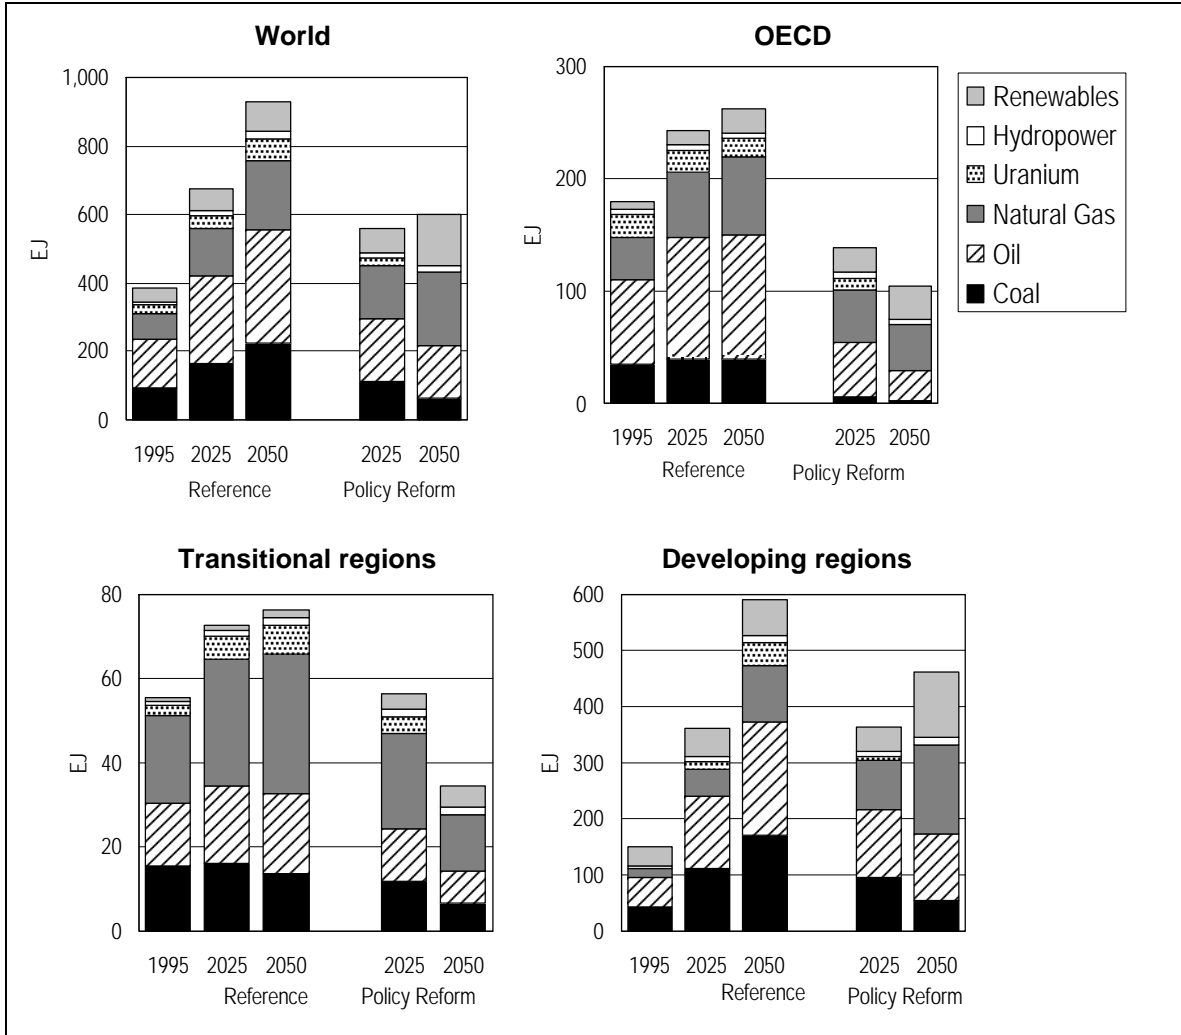 World
1,000
800
600
400
200
0
EJ
1995 2025 2050 2025 2050
Reference Policy Reform
OECD
300
200
100
0
EJ
1995 2025 2050 2025 2050
Reference Policy Reform
Renewables
Hydropower
Uranium
Natural Gas
Oil
Coal
Transitional regions
80
60
40
20
0
EJ
1995 2025 2050 2025 2050
Reference Policy Reform
Developing regions
600
500
400
300
200
100
0
EJ
1995 2025 2050 2025 2050
Reference Policy Reform